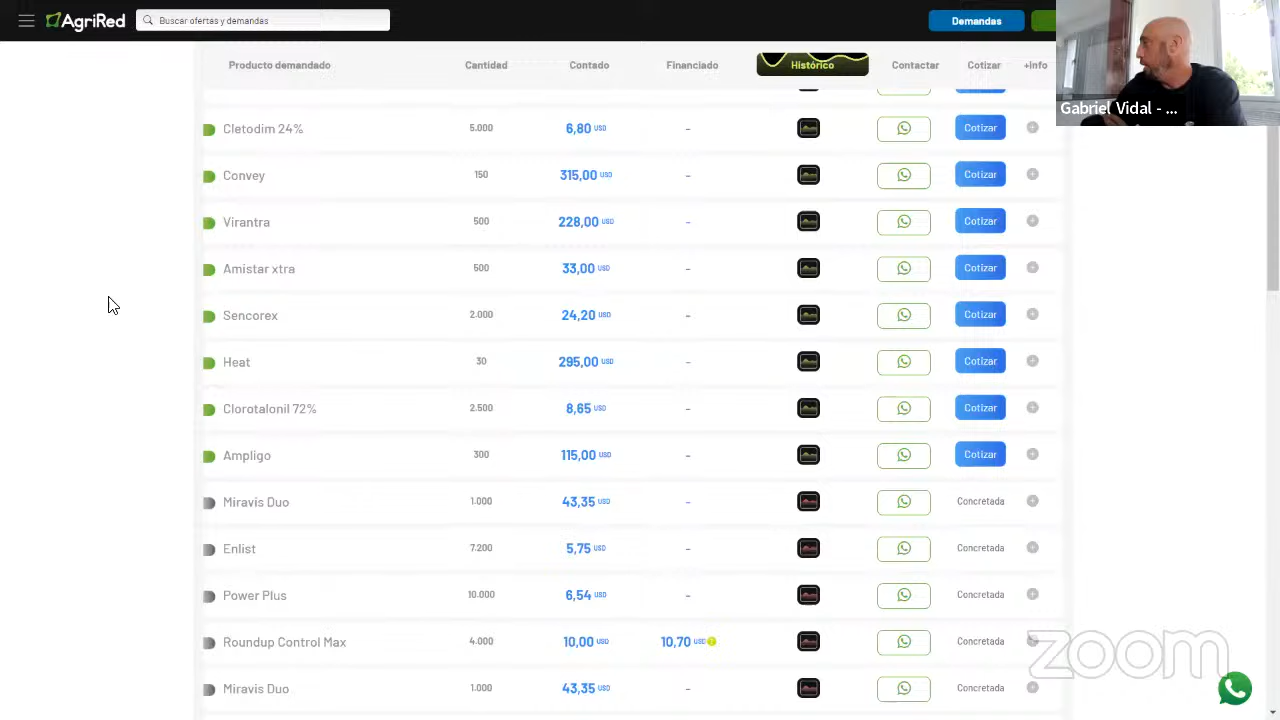 AgriRed
Buscar ofertas y demandas
Demandas
Gabriel Vidal - ...
Producto demandado Cantidad Contado Financiado Histórico Contactar Cotizar +Info
Cletodim 24% 5.000 6,80 USD - Cotizar
Convey 150 315,00 USD - Cotizar
Virantra 500 228,00 USD - Cotizar
Amistar xtra 600 33,00 USD - Cotizar
Sencorex 2.000 24,20 USD - Cotizar
Heat 30 295,00 USD - Cotizar
Clorotalonil 72% 2.500 8,65 USD - Cotizar
Ampligo 300 115,00 USD - Cotizar
Miravis Duo 1.000 43,35 USD - Concretada
Enlist 7.200 5,75 USD - Concretada
Power Plus 10.000 6,54 USD - Concretada
Roundup Control Max 4.000 10,00 USD 10,70 USD Concretada
Miravis Duo 1.000 43,35 USD - Concretada
zoom